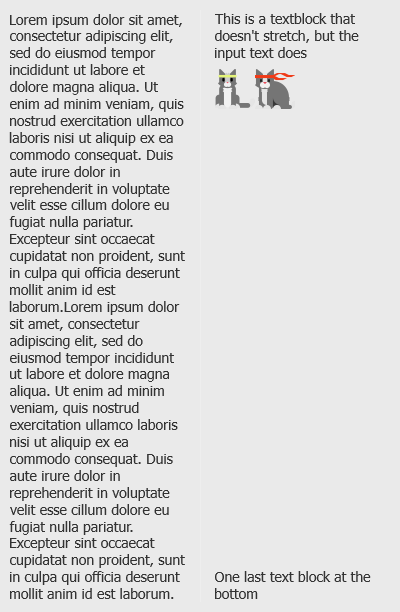 Lorem ipsum dolor sit amet,
consectetur adipiscing elit,
sed do eiusmod tempor
incididunt ut labore et
dolore magna aliqua. Ut
enim ad minim veniam, quis
nostrud exercitation ullamco
laboris nisi ut aliquip ex ea
commodo consequat. Duis
aute irure dolor in
reprehenderit in voluptate
velit esse cillum dolore eu
fugiat nulla pariatur.
Excepteur sint occaecat
cupidatat non proident, sunt
in culpa qui officia deserunt
mollit anim id est
laborum.Lorem ipsum dolor
sit amet, consectetur
adipiscing elit, sed do
eiusmod tempor incididunt
ut labore et dolore magna
aliqua. Ut enim ad minim
veniam, quis nostrud
exercitation ullamco laboris
nisi ut aliquip ex ea
commodo consequat. Duis
aute irure dolor in
reprehenderit in voluptate
velit esse cillum dolore eu
fugiat nulla pariatur.
Excepteur sint occaecat
cupidatat non proident, sunt
in culpa qui officia deserunt
mollit anim id est laborum.
This is a textblock that
doesn't stretch, but the
input text does
One last text block at the
bottom